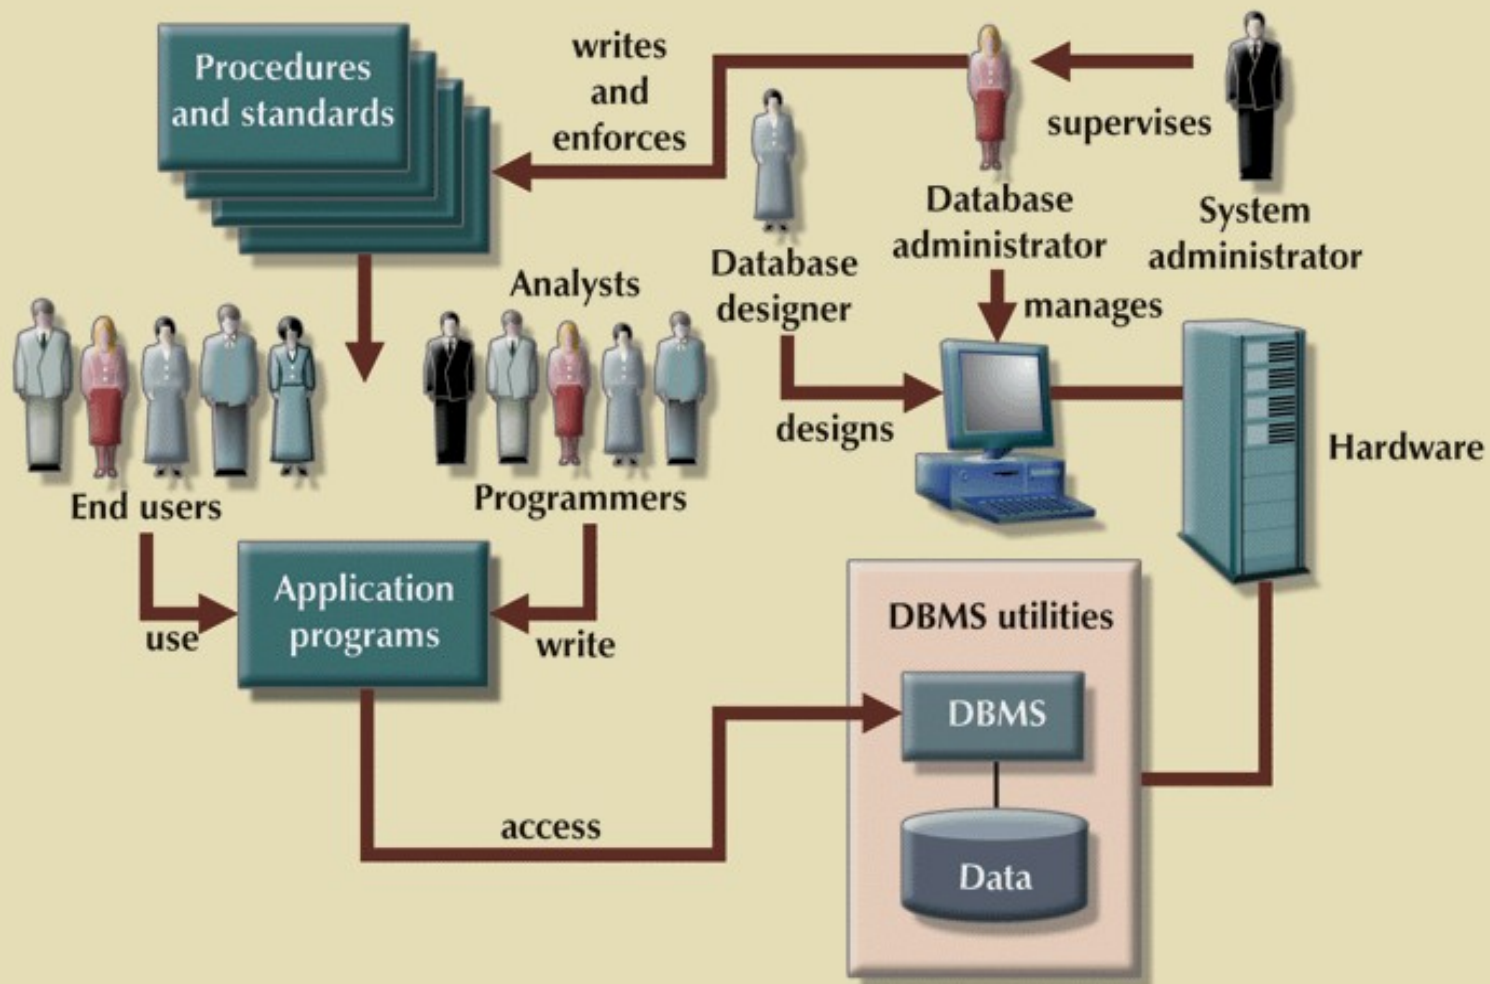 Procedures
and standards
writes
and
enforces
supervises
Database
administrator
System
administrator
Database
designer
manages
Analysts
designs
Hardware
End users
Programmers
Application
programs
use
write
DBMS utilities
DBMS
access
Data